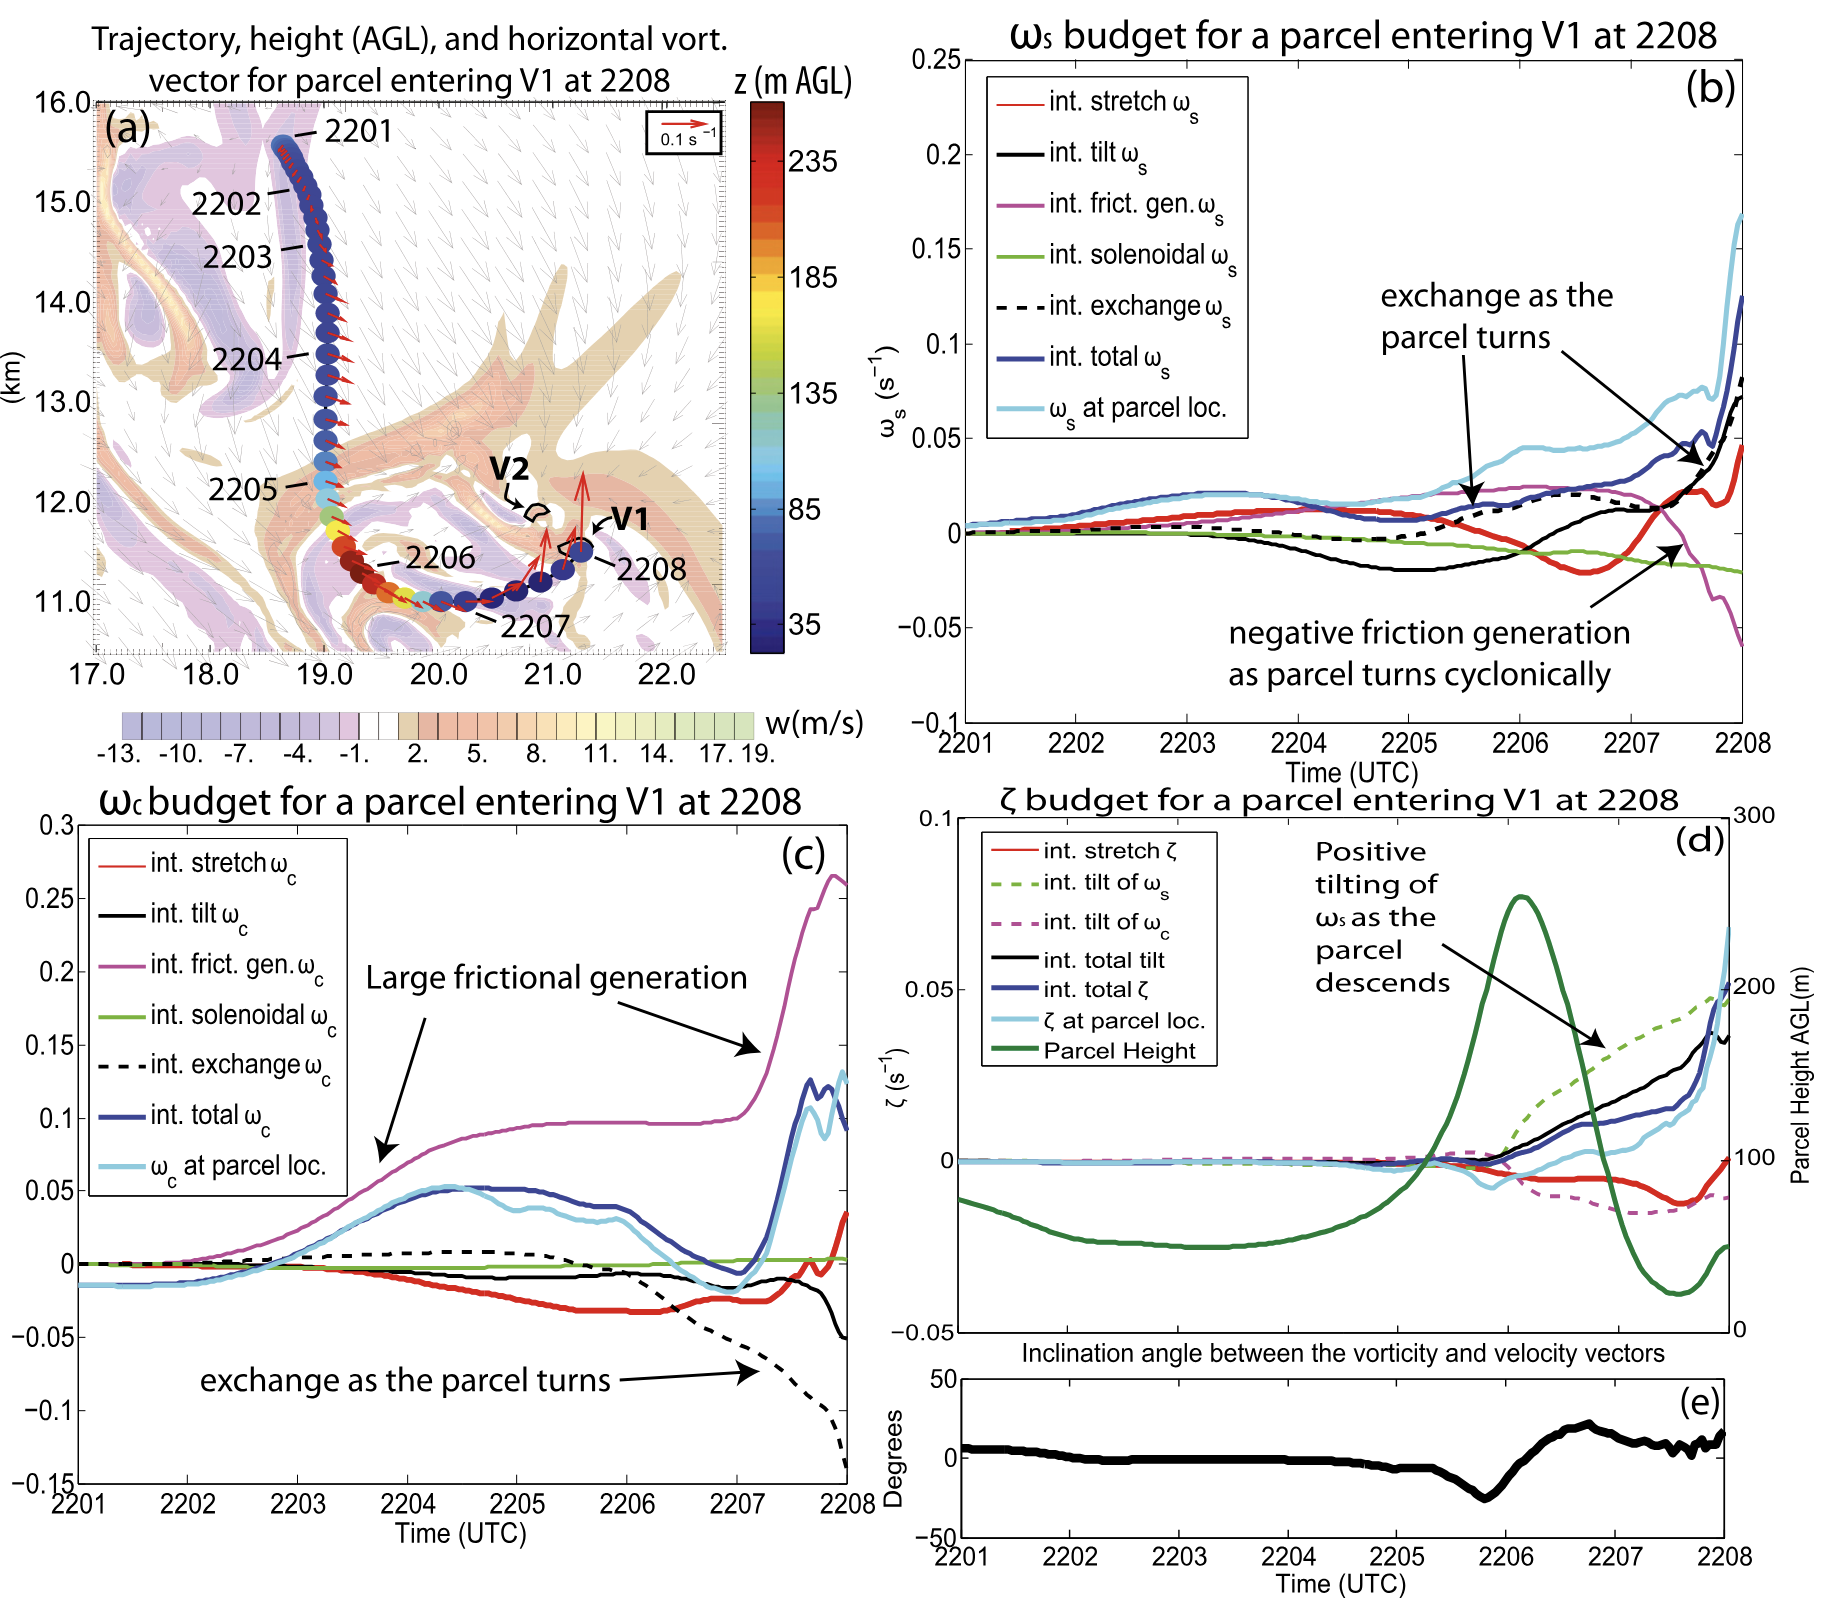 Trajectory, height (AGL), and horizontal vort.
vector for parcel entering V1 at 2208
z (m AGL)
(a)
0.1 s⁻¹
16.0
15.0
14.0
13.0
12.0
11.0
(km)
17.0 18.0 19.0 20.0 21.0 22.0
2201
2202
2203
2204
2205
2206
2207
2208
V2
V1
235
185
135
85
35
-13. -10. -7. -4. -1. 2. 5. 8. 11. 14. 17. 19.
w(m/s)
ωs budget for a parcel entering V1 at 2208
(b)
0.25
0.2
0.15
0.1
0.05
0
−0.05
−0.1
ωs (s⁻¹)
int. stretch ωs
int. tilt ωs
int. frict. gen. ωs
int. solenoidal ωs
int. exchange ωs
int. total ωs
ωs at parcel loc.
exchange as the
parcel turns
negative friction generation
as parcel turns cyclonically
2201 2202 2203 2204 2205 2206 2207 2208
Time (UTC)
ωc budget for a parcel entering V1 at 2208
(c)
0.3
0.25
0.2
0.15
0.1
0.05
0
−0.05
−0.1
−0.15
int. stretch ωc
int. tilt ωc
int. frict. gen. ωc
int. solenoidal ωc
int. exchange ωc
int. total ωc
ωc at parcel loc.
Large frictional generation
exchange as the parcel turns
2201 2202 2203 2204 2205 2206 2207 2208
Time (UTC)
ζ budget for a parcel entering V1 at 2208
(d)
0.1
0.05
0
−0.05
ζ (s⁻¹)
int. stretch ζ
int. tilt of ωs
int. tilt of ωc
int. total tilt
int. total ζ
ζ at parcel loc.
Parcel Height
Positive
tilting of
ωs as the
parcel
descends
300
200
100
0
Parcel Height AGL(m)
Inclination angle between the vorticity and velocity vectors
(e)
50
0
−50
Degrees
2201 2202 2203 2204 2205 2206 2207 2208
Time (UTC)